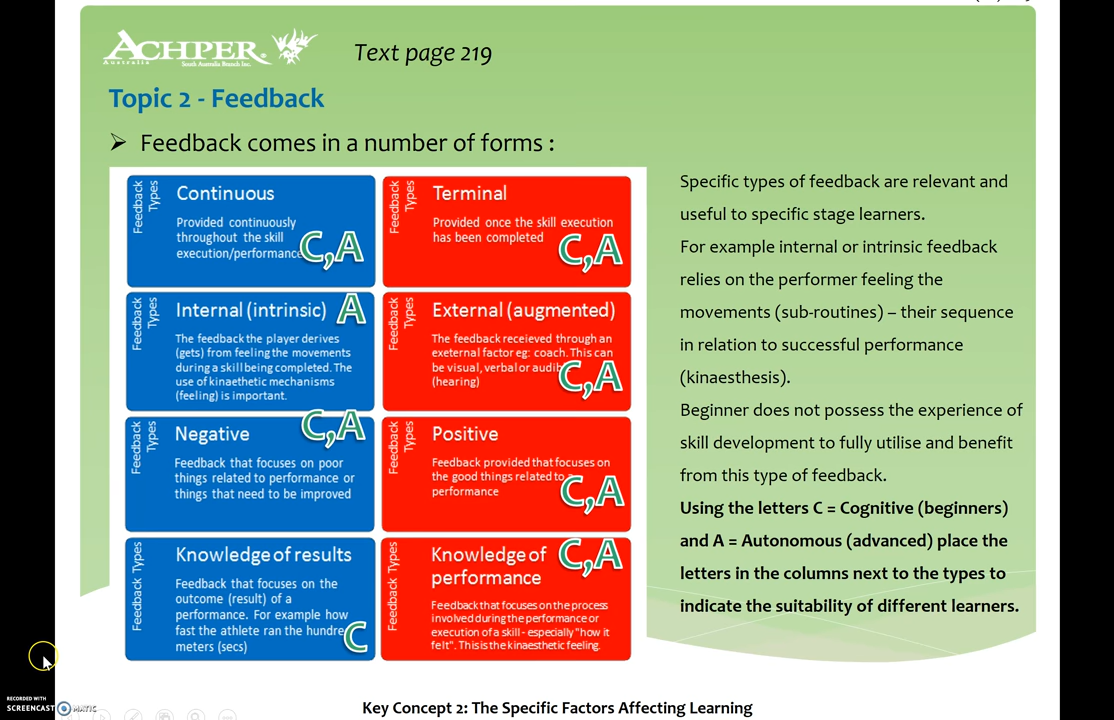 ACHPER
Australia
South Australia Branch Inc.
Text page 219
Topic 2 - Feedback
Feedback comes in a number of forms :
Feedback
Types
Continuous
Provided continuously
throughout the skill
execution/performance
C,A
Feedback
Types
Terminal
Provided once the skill execution
has been completed
C,A
Feedback
Types
Internal (intrinsic)
A
The feedback the player derives
(gets) from feeling the movements
during a skill being completed. The
use of kinaethetic mechanisms
(feeling) is important.
Feedback
Types
External (augmented)
The feedback receieved through an
exeternal factor eg: coach. This can
be visual, verbal or audib
(hearing)
C,A
Feedback
Types
Negative
C,A
Feedback that focuses on poor
things related to performance or
things that need to be improved
Feedback
Types
Positive
Feedback provided that focuses on
the good things related to
performance
C,A
Feedback Types
Knowledge of results
Feedback that focuses on the
outcome (result) of a
performance. For example how
fast the athlete ran the hundre
meters (secs)
C
Feedback Types
Knowledge of
performance
C,A
Feedback that focuses on the process
involved during the performance or
execution of a skill - especially "how it
felt". This is the kinaesthetic feeling.
Specific types of feedback are relevant and
useful to specific stage learners.
For example internal or intrinsic feedback
relies on the performer feeling the
movements (sub-routines) – their sequence
in relation to successful performance
(kinaesthesis).
Beginner does not possess the experience of
skill development to fully utilise and benefit
from this type of feedback.
Using the letters C = Cognitive (beginners)
and A = Autonomous (advanced) place the
letters in the columns next to the types to
indicate the suitability of different learners.
RECORDED WITH
SCREENCAST MATIC
Key Concept 2: The Specific Factors Affecting Learning